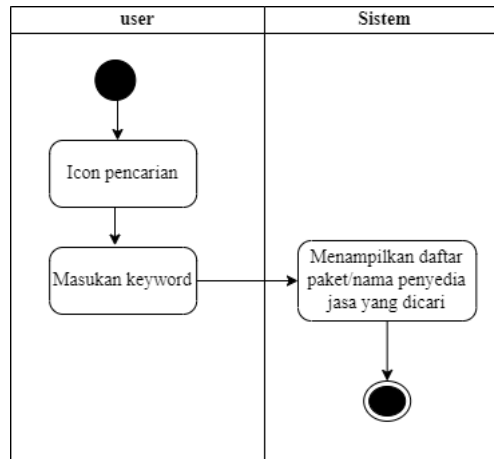 user
Sistem
Icon pencarian
Masukan keyword
Menampilkan daftar
paket/nama penyedia
jasa yang dicari